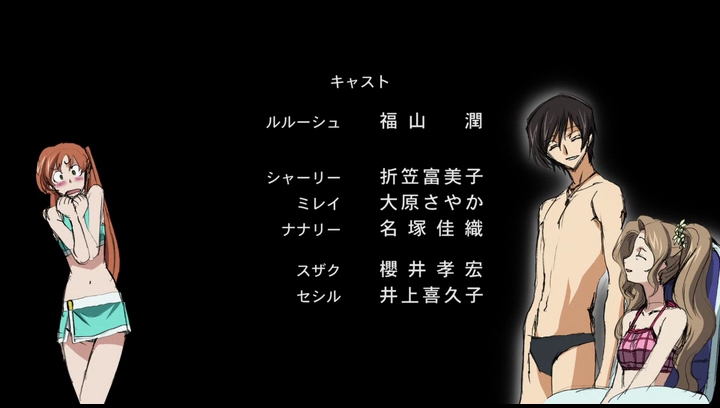 キャスト
ルルーシュ 福山 潤
シャーリー 折笠富美子
ミレイ 大原さやか
ナナリー 名塚佳織
スザク 櫻井孝宏
セシル 井上喜久子